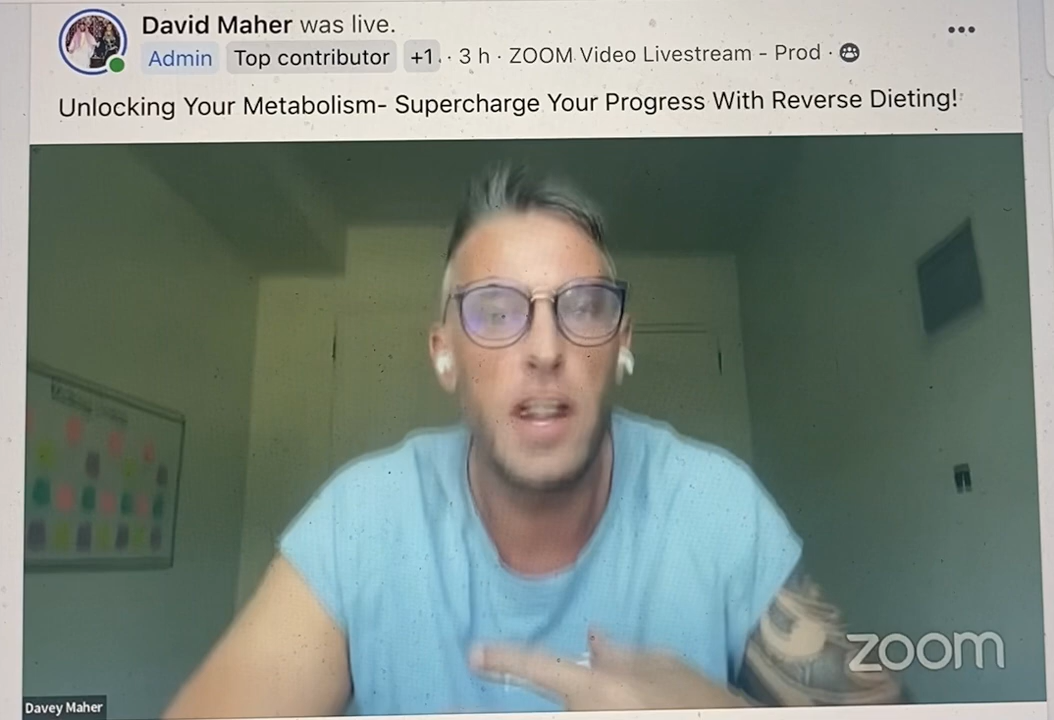 David Maher was live.
Admin Top contributor +1 · 3 h · ZOOM Video Livestream - Prod ·
Unlocking Your Metabolism- Supercharge Your Progress With Reverse Dieting!
zoom
Davey Maher